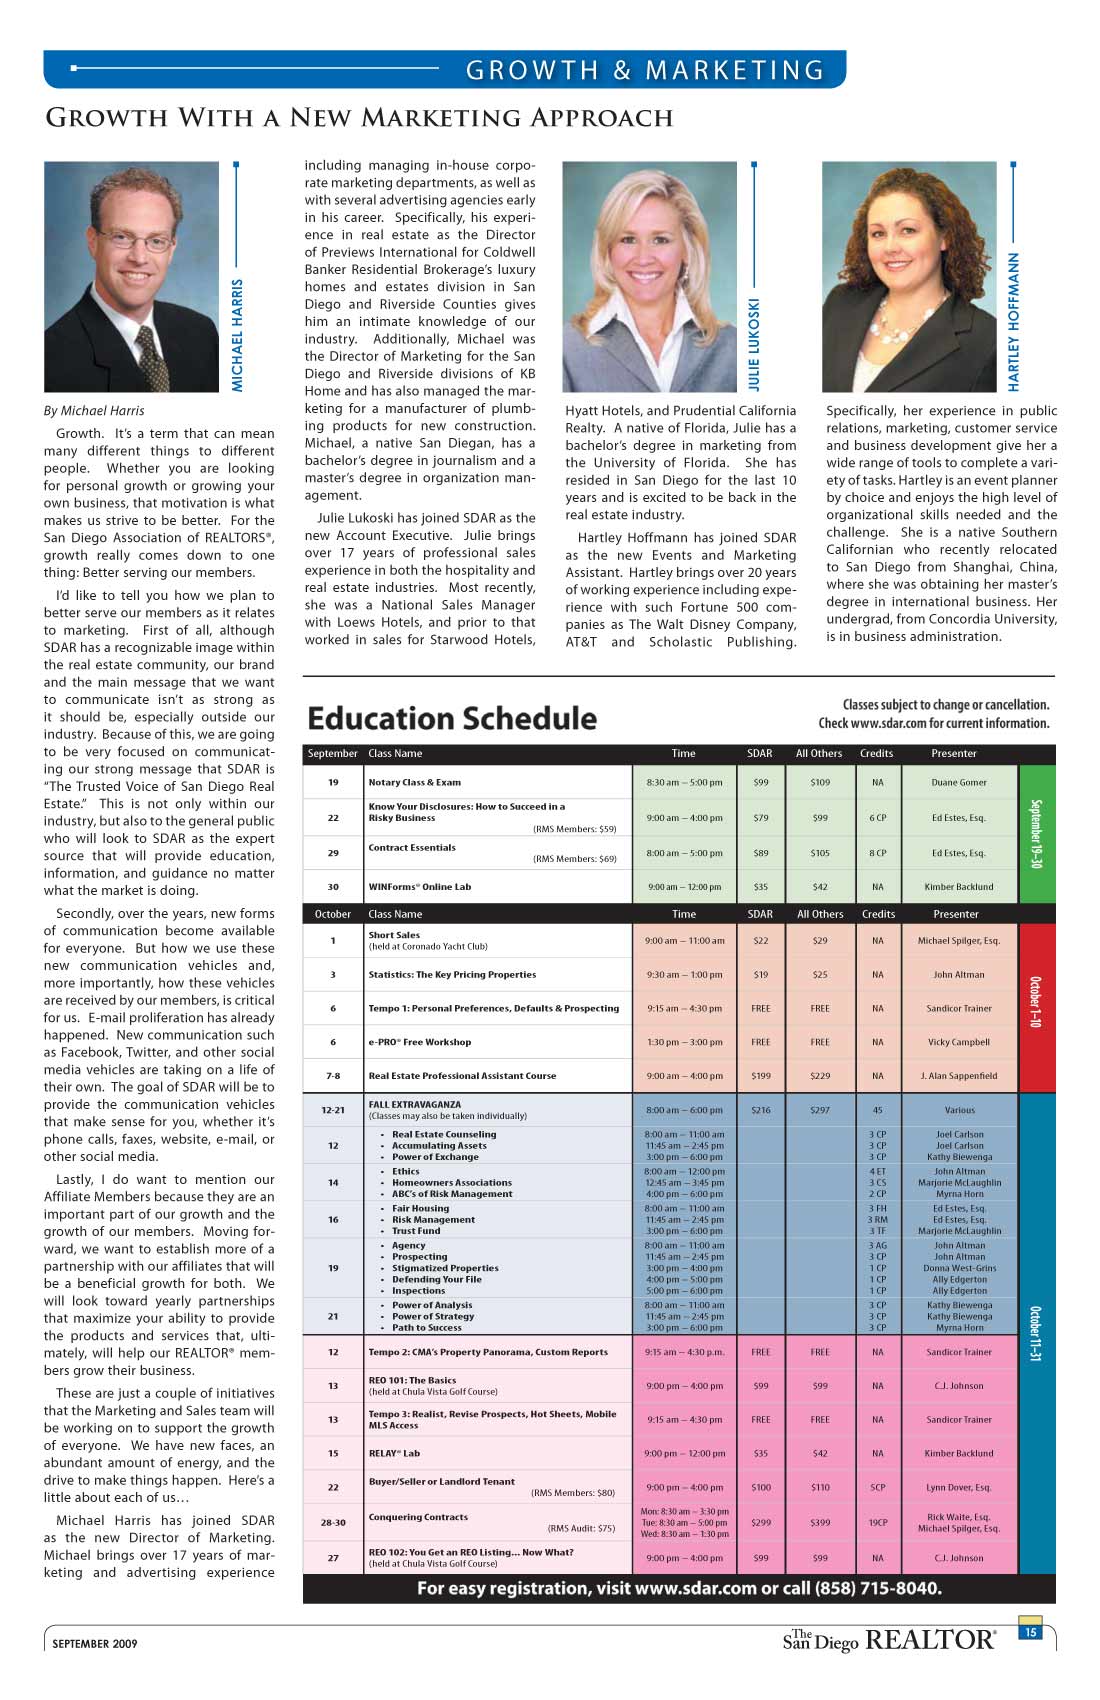 GROWTH & MARKETING
GROWTH WITH A NEW MARKETING APPROACH
MICHAEL HARRIS
By Michael Harris
Growth.  It’s a term that can mean
many different things to different
people.  Whether you are looking
for personal growth or growing your
own business, that motivation is what
makes us strive to be better.  For the
San Diego Association of REALTORS®,
growth really comes down to one
thing: Better serving our members.
I’d like to tell you how we plan to
better serve our members as it relates
to marketing.  First of all, although
SDAR has a recognizable image within
the real estate community, our brand
and the main message that we want
to communicate isn’t as strong as
it should be, especially outside our
industry.  Because of this, we are going
to be very focused on communicat-
ing our strong message that SDAR is
“The Trusted Voice of San Diego Real
Estate.”  This is not only within our
industry, but also to the general public
who will look to SDAR as the expert
source that will provide education,
information, and guidance no matter
what the market is doing.
Secondly, over the years, new forms
of communication become available
for everyone.  But how we use these
new communication vehicles and,
more importantly, how these vehicles
are received by our members, is critical
for us.  E-mail proliferation has already
happened.  New communication such
as Facebook, Twitter, and other social
media vehicles are taking on a life of
their own.  The goal of SDAR will be to
provide the communication vehicles
that make sense for you, whether it’s
phone calls, faxes, website, e-mail, or
other social media.
Lastly, I do want to mention our
Affiliate Members because they are an
important part of our growth and the
growth of our members.  Moving for-
ward, we want to establish more of a
partnership with our affiliates that will
be a beneficial growth for both.  We
will look toward yearly partnerships
that maximize your ability to provide
the products and services that, ulti-
mately, will help our REALTOR® mem-
bers grow their business.
These are just a couple of initiatives
that the Marketing and Sales team will
be working on to support the growth
of everyone.  We have new faces, an
abundant amount of energy, and the
drive to make things happen.  Here’s a
little about each of us…
Michael Harris has joined SDAR
as the new Director of Marketing.
Michael brings over 17 years of mar-
keting and advertising experience
including managing in-house corpo-
rate marketing departments, as well as
with several advertising agencies early
in his career.  Specifically, his experi-
ence in real estate as the Director
of Previews International for Coldwell
Banker Residential Brokerage’s luxury
homes and estates division in San
Diego and Riverside Counties gives
him an intimate knowledge of our
industry.  Additionally, Michael was
the Director of Marketing for the San
Diego and Riverside divisions of KB
Home and has also managed the mar-
keting for a manufacturer of plumb-
ing products for new construction.
Michael, a native San Diegan, has a
bachelor’s degree in journalism and a
master’s degree in organization man-
agement.
Julie Lukoski has joined SDAR as the
new Account Executive.  Julie brings
over 17 years of professional sales
experience in both the hospitality and
real estate industries.  Most recently,
she was a National Sales Manager
with Loews Hotels, and prior to that
worked in sales for Starwood Hotels,
JULIE LUKOSKI
Hyatt Hotels, and Prudential California
Realty.  A native of Florida, Julie has a
bachelor’s degree in marketing from
the University of Florida.  She has
resided in San Diego for the last 10
years and is excited to be back in the
real estate industry.
Hartley Hoffmann has joined SDAR
as the new Events and Marketing
Assistant.  Hartley brings over 20 years
of working experience including expe-
rience with such Fortune 500 com-
panies as The Walt Disney Company,
AT&T and Scholastic Publishing.
HARTLEY HOFFMANN
Specifically, her experience in public
relations, marketing, customer service
and business development give her a
wide range of tools to complete a vari-
ety of tasks. Hartley is an event planner
by choice and enjoys the high level of
organizational skills needed and the
challenge.  She is a native Southern
Californian who recently relocated
to San Diego from Shanghai, China,
where she was obtaining her master’s
degree in international business. Her
undergrad, from Concordia University,
is in business administration.
Education Schedule
Classes subject to change or cancellation.
Check www.sdar.com for current information.
September Class Name Time SDAR All Others Credits Presenter
19 Notary Class & Exam 8:30 am – 5:00 pm $99 $109 NA Duane Gomer
Know Your Disclosures: How to Succeed in a
22 Risky Business 9:00 am – 4:00 pm $79 $99 6 CP Ed Estes, Esq.
(RMS Members: $59)
29 Contract Essentials 8:00 am – 5:00 pm $89 $105 8 CP Ed Estes, Esq.
(RMS Members: $69)
30 WINForms® Online Lab 9:00 am – 12:00 pm $35 $42 NA Kimber Backlund
September 19–30
October Class Name Time SDAR All Others Credits Presenter
1 Short Sales 9:00 am – 11:00 am $22 $29 NA Michael Spilger, Esq.
(held at Coronado Yacht Club)
3 Statistics: The Key Pricing Properties 9:30 am – 1:00 pm $19 $25 NA John Altman
6 Tempo 1: Personal Preferences, Defaults & Prospecting 9:15 am – 4:30 pm FREE FREE NA Sandicor Trainer
6 e-PRO® Free Workshop 1:30 pm – 3:00 pm FREE FREE NA Vicky Campbell
7-8 Real Estate Professional Assistant Course 9:00 am – 4:00 pm $199 $229 NA J. Alan Sappenfield
October 1–10
12-21 FALL EXTRAVAGANZA 8:00 am – 6:00 pm $216 $297 45 Various
(Classes may also be taken individually)
• Real Estate Counseling 8:00 am – 11:00 am 3 CP Joel Carlson
12 • Accumulating Assets 11:45 am – 2:45 pm 3 CP Joel Carlson
• Power of Exchange 3:00 pm – 6:00 pm 3 CP Kathy Biewenga
• Ethics 8:00 am – 12:00 pm 4 ET John Altman
14 • Homeowners Associations 12:45 am – 3:45 pm 3 CS Marjorie McLaughlin
• ABC’s of Risk Management 4:00 pm – 6:00 pm 2 CP Myrna Horn
• Fair Housing 8:00 am – 11:00 am 3 FH Ed Estes, Esq.
16 • Risk Management 11:45 am – 2:45 pm 3 RM Ed Estes, Esq.
• Trust Fund 3:00 pm – 6:00 pm 3 TF Marjorie McLaughlin
• Agency 8:00 am – 11:00 am 3 AG John Altman
• Prospecting 11:45 am – 2:45 pm 3 CP John Altman
19 • Stigmatized Properties 3:00 pm – 4:00 pm 1 CP Donna West-Grins
• Defending Your File 4:00 pm – 5:00 pm 1 CP Ally Edgerton
• Inspections 5:00 pm – 6:00 pm 1 CP Ally Edgerton
• Power of Analysis 8:00 am – 11:00 am 3 CP Kathy Biewenga
21 • Power of Strategy 11:45 am – 2:45 pm 3 CP Kathy Biewenga
• Path to Success 3:00 pm – 6:00 pm 3 CP Myrna Horn
12 Tempo 2: CMA’s Property Panorama, Custom Reports 9:15 am – 4:30 p.m. FREE FREE NA Sandicor Trainer
13 REO 101: The Basics 9:00 pm – 4:00 pm $99 $99 NA C.J. Johnson
(held at Chula Vista Golf Course)
13 Tempo 3: Realist, Revise Prospects, Hot Sheets, Mobile 9:15 am – 4:30 pm FREE FREE NA Sandicor Trainer
MLS Access
15 RELAY® Lab 9:00 pm – 12:00 pm $35 $42 NA Kimber Backlund
22 Buyer/Seller or Landlord Tenant 9:00 pm – 4:00 pm $100 $110 5CP Lynn Dover, Esq.
(RMS Members: $80)
Mon: 8:30 am – 3:30 pm Rick Waite, Esq.
28-30 Conquering Contracts Tue: 8:30 am – 5:00 pm $299 $399 19CP Michael Spilger, Esq.
(RMS Audit: $75) Wed: 8:30 am – 1:30 pm
27 REO 102: You Get an REO Listing… Now What? 9:00 pm – 4:00 pm $99 $99 NA C.J. Johnson
(held at Chula Vista Golf Course)
October 11–31
For easy registration, visit www.sdar.com or call (858) 715-8040.
SEPTEMBER 2009
The San Diego REALTOR®
15